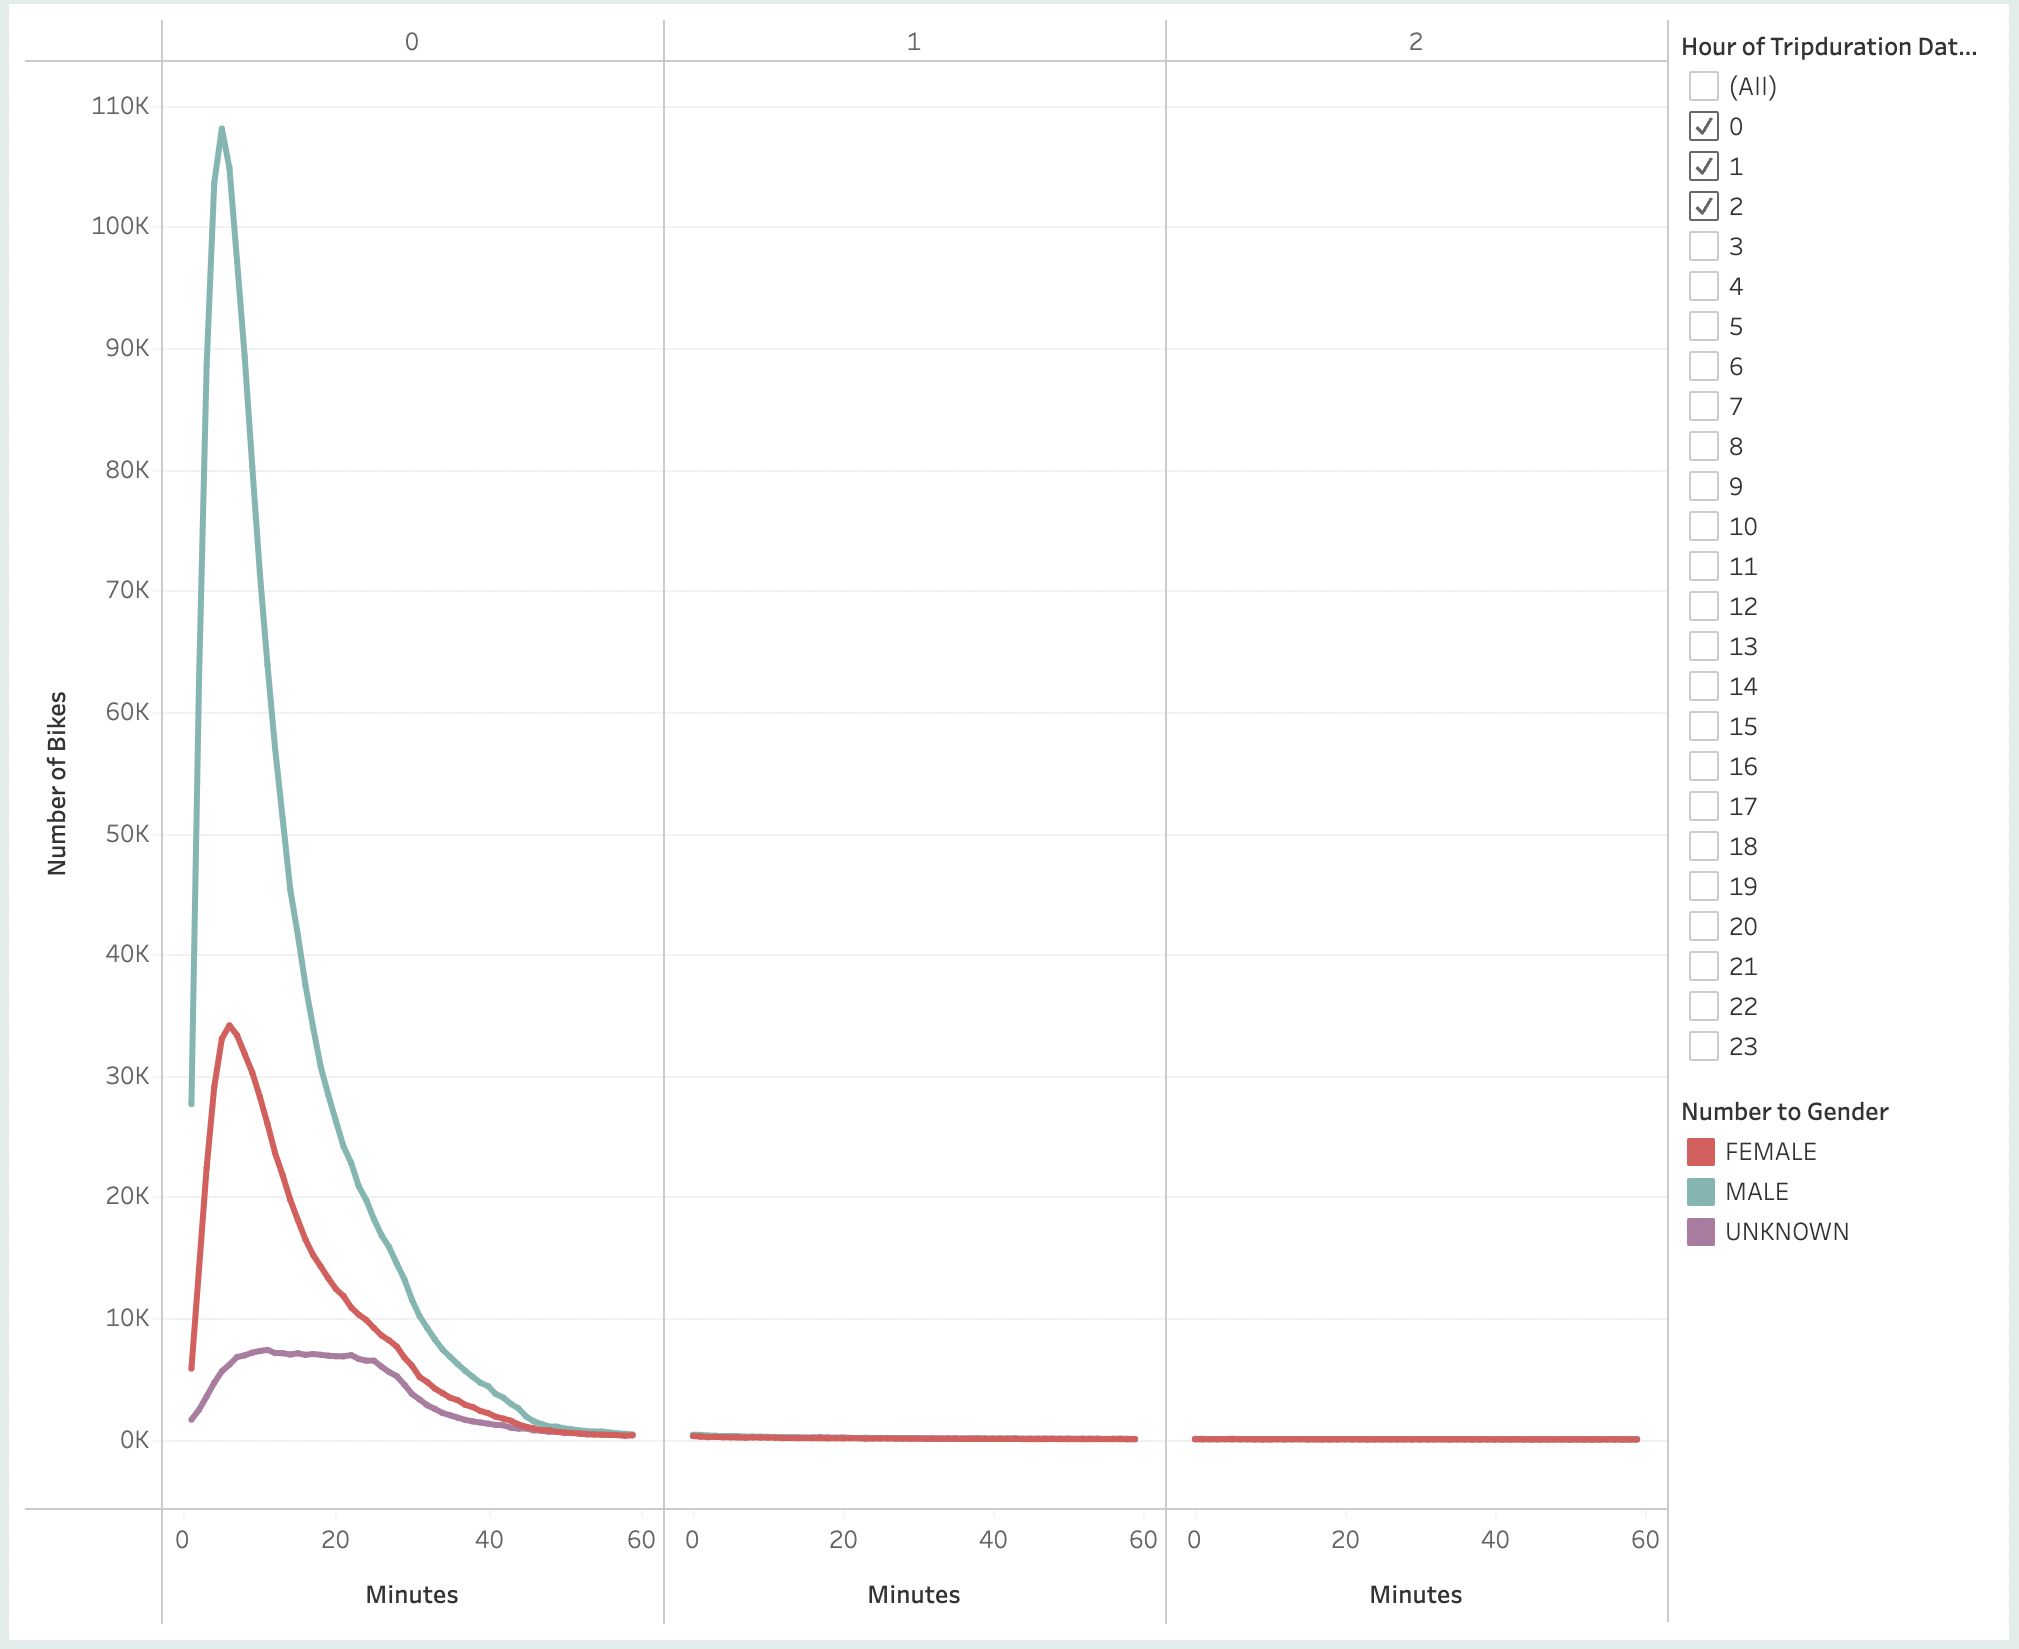 0 1 2
110K
100K
90K
80K
70K
60K
50K
40K
30K
20K
10K
0K
Number of Bikes
0 20 40 60 0 20 40 60 0 20 40 60
Minutes Minutes Minutes
Hour of Tripduration Dat...
(All)
0
1
2
3
4
5
6
7
8
9
10
11
12
13
14
15
16
17
18
19
20
21
22
23
Number to Gender
FEMALE
MALE
UNKNOWN